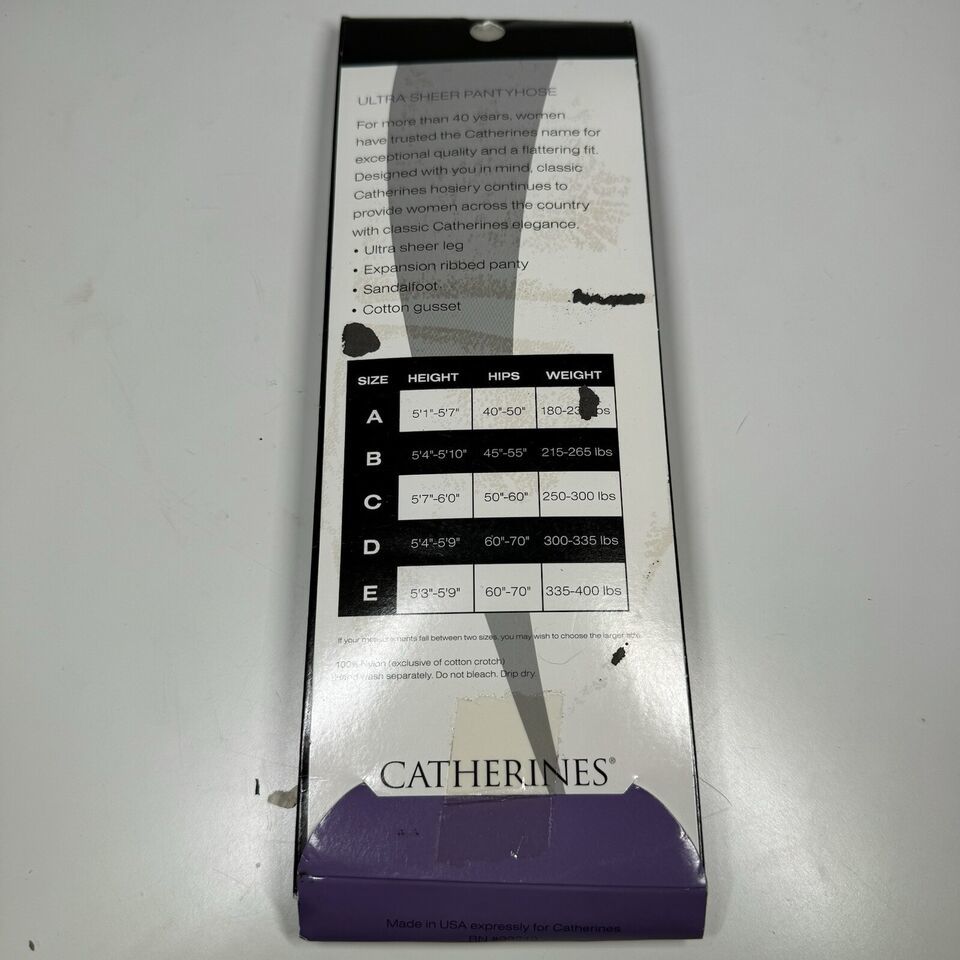 ULTRA SHEER PANTYHOSE
For more than 40 years, women
have trusted the Catherines name for
exceptional quality and a flattering fit.
Designed with you in mind, classic
Catherines hosiery continues to
provide women across the country
with classic Catherines elegance.
• Ultra sheer leg
• Expansion ribbed panty
• Sandalfoot
• Cotton gusset
SIZE HEIGHT HIPS WEIGHT
A 5'1"-5'7" 40"-50"
B 5'4"-5'10" 45"-55" 215-265 lbs
C 5'7"-6'0" 50"-60" 250-300 lbs
D 5'4"-5'9" 60"-70" 300-335 lbs
E 5'3"-5'9" 60"-70" 335-400 lbs
If your measurements fall between two sizes, you may wish to choose the larger size.
100% Nylon (exclusive of cotton crotch)
Hand wash separately. Do not bleach. Drip dry.
CATHERINES®
Made in USA expressly for Catherines
RN